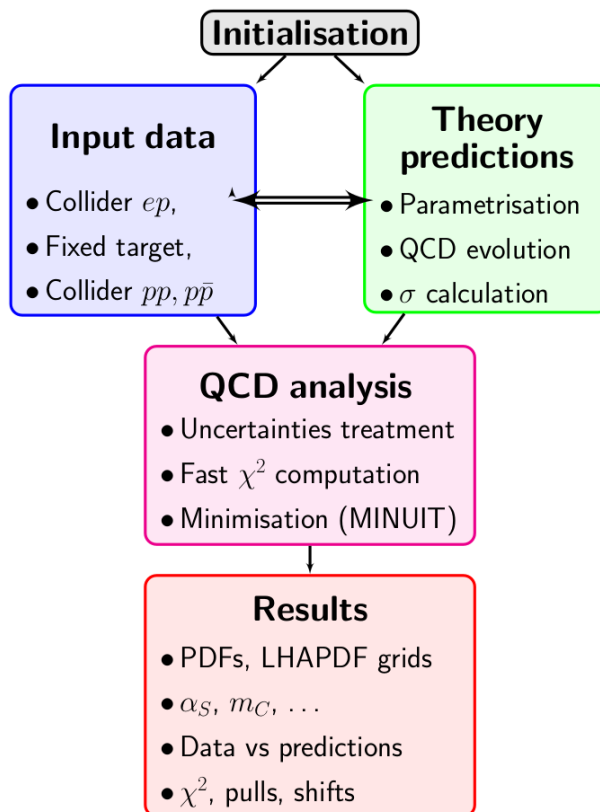 Initialisation
Input data
• Collider ep,
• Fixed target,
• Collider pp, pp̄
Theory
predictions
• Parametrisation
• QCD evolution
• σ calculation
QCD analysis
• Uncertainties treatment
• Fast χ² computation
• Minimisation (MINUIT)
Results
• PDFs, LHAPDF grids
• α_S, m_C, …
• Data vs predictions
• χ², pulls, shifts